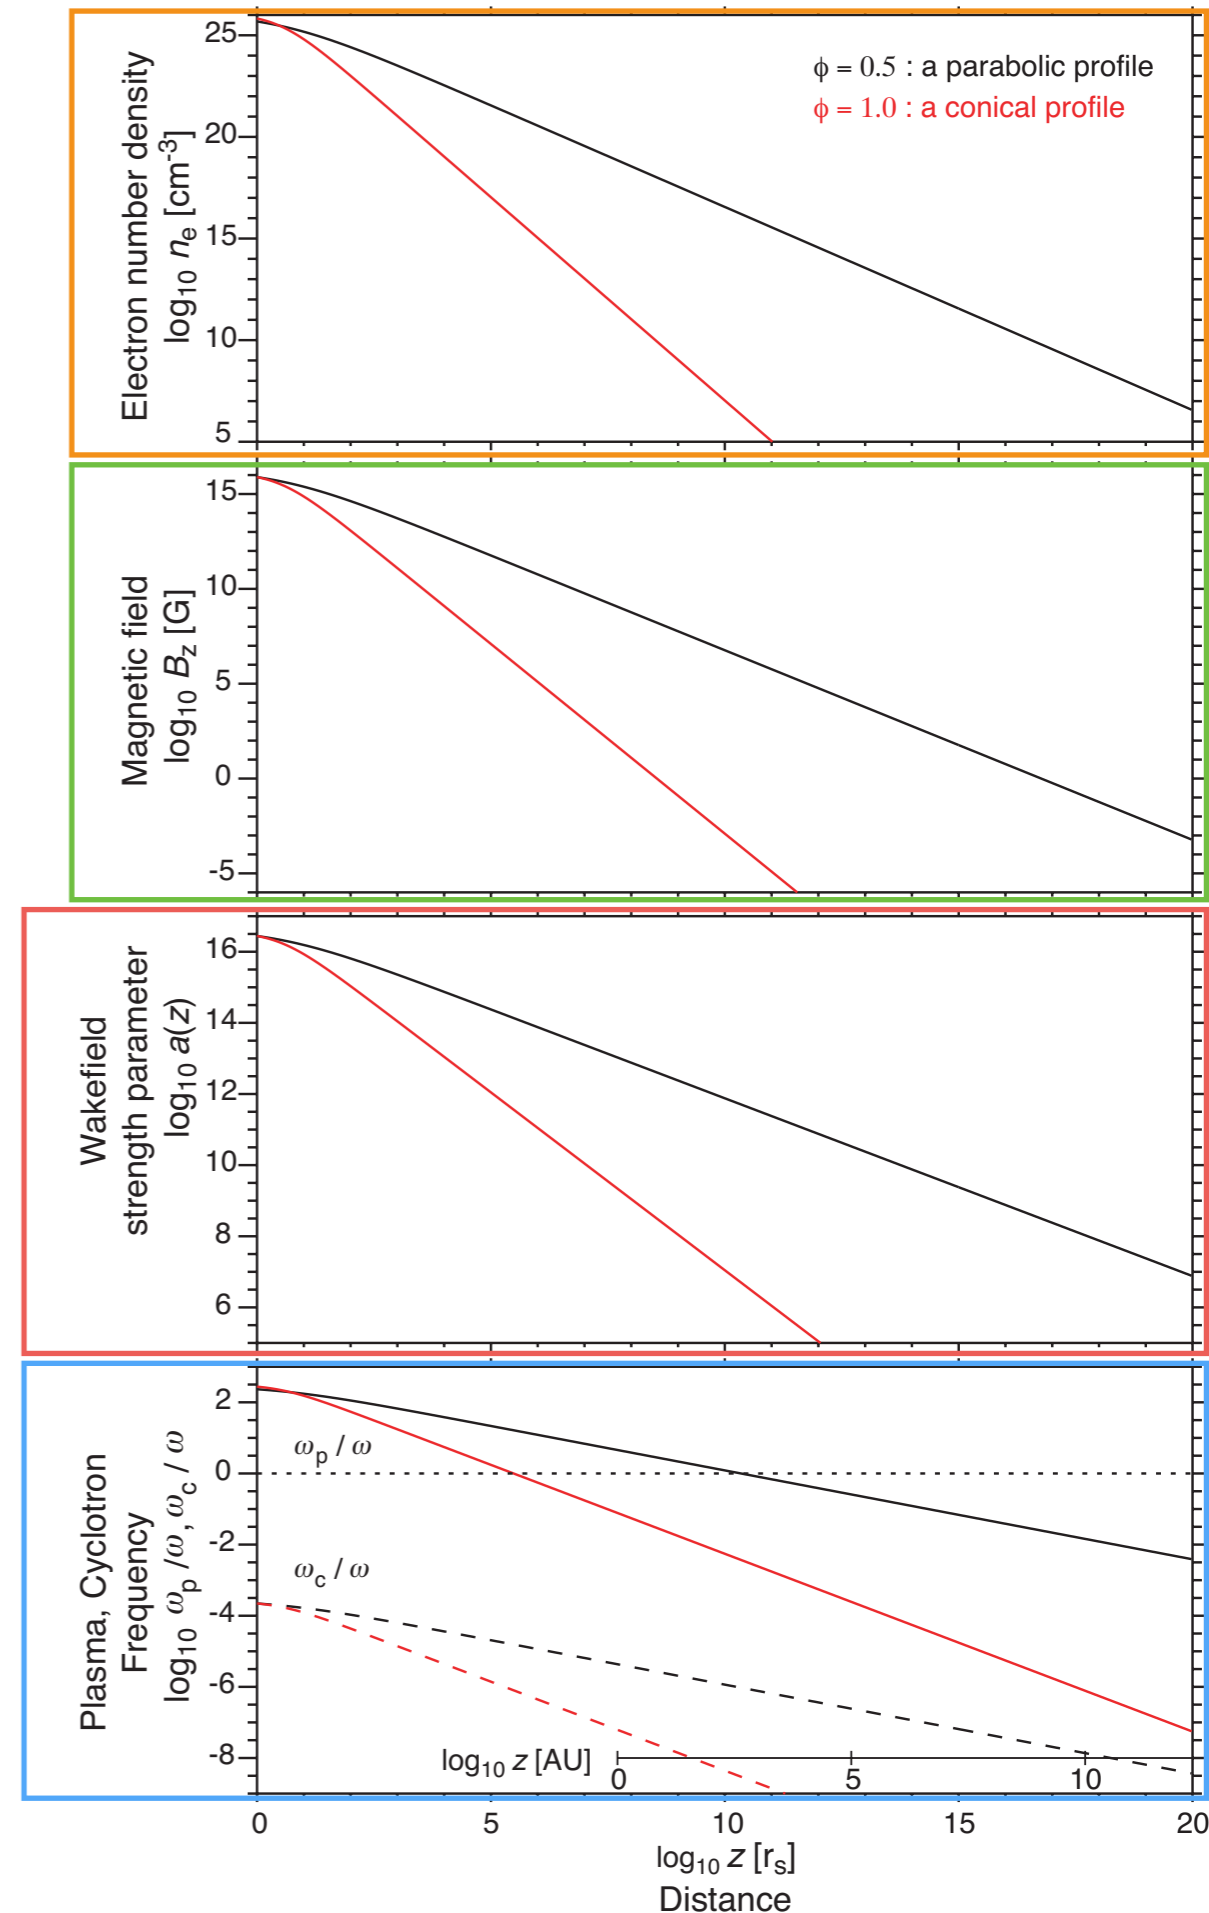 Electron number density
log10 ne [cm-3]
25
20
15
10
5
ϕ = 0.5 : a parabolic profile
ϕ = 1.0 : a conical profile
Magnetic field
log10 Bz [G]
15
10
5
0
-5
Wakefield
strength parameter
log10 a(z)
16
14
12
10
8
6
Plasma, Cyclotron
Frequency
log10 ωp /ω, ωc / ω
2
0
-2
-4
-6
-8
ωp / ω
ωc / ω
log10 z [AU]
0 5 10
0 5 10 15 20
log10 z [rs]
Distance